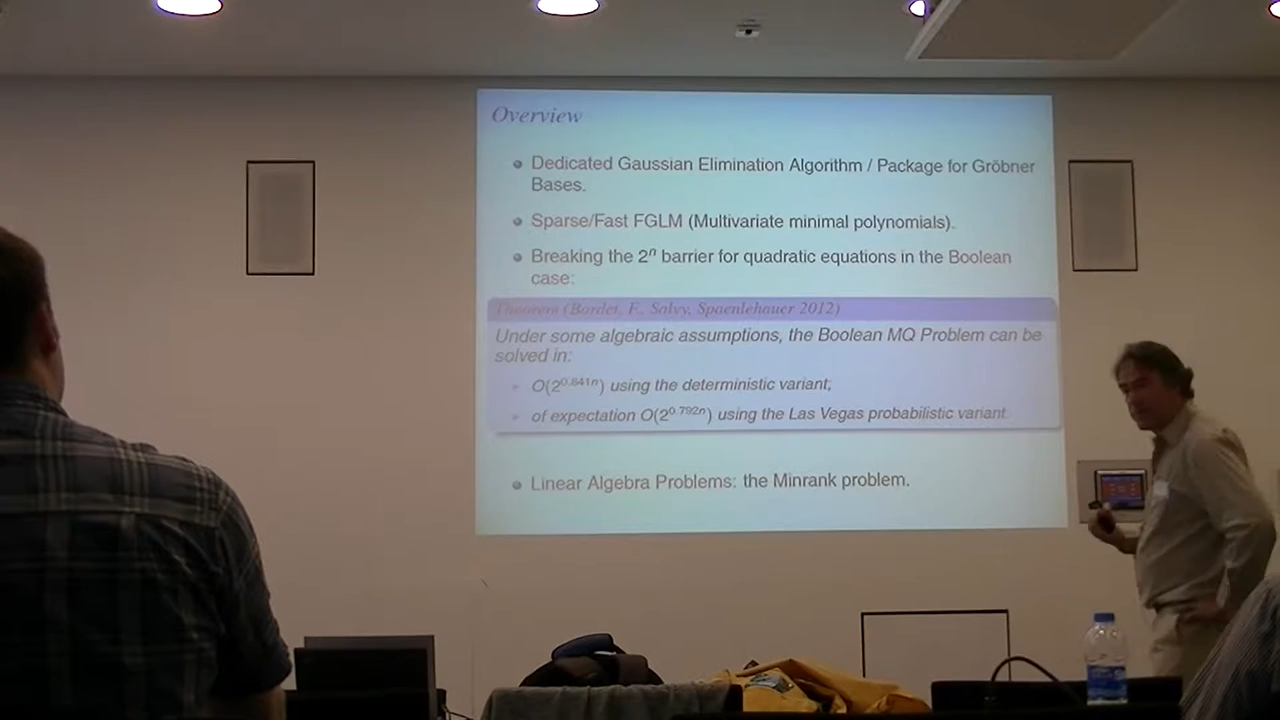 Overview
Dedicated Gaussian Elimination Algorithm / Package for Gröbner
Bases.
Sparse/Fast FGLM (Multivariate minimal polynomials).
Breaking the 2ⁿ barrier for quadratic equations in the Boolean
case:
Theorem (Bardet, F., Salvy, Spaenlehauer 2012)
Under some algebraic assumptions, the Boolean MQ Problem can be
solved in:
O(2^0.841n) using the deterministic variant;
of expectation O(2^0.792n) using the Las Vegas probabilistic variant.
Linear Algebra Problems: the Minrank problem.